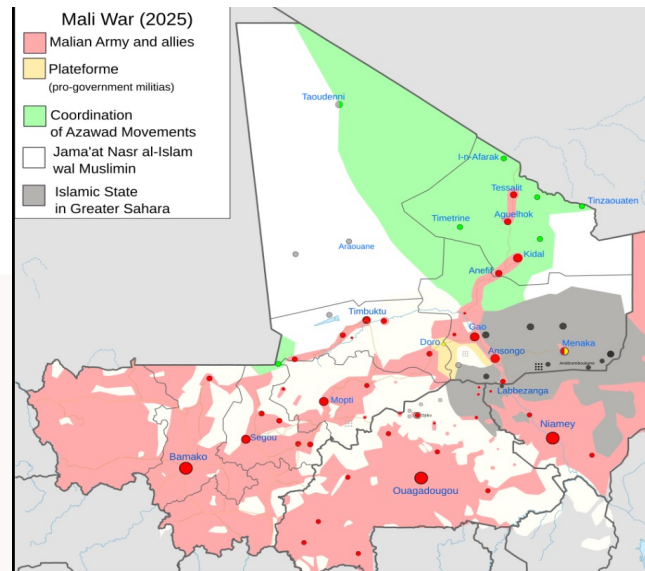 Mali War (2025)
Malian Army and allies
Plateforme
(pro-government militias)
Coordination
of Azawad Movements
Jama'at Nasr al-Islam
wal Muslimin
Islamic State
in Greater Sahara
Taoudenni
I-n-Afarak
Tessalit
Tinzaouaten
Aguelhok
Timetrine
Araouane
Kidal
Anefif
Timbuktu
Gao
Doro
Menaka
Ansongo
Labbezanga
Mopti
Segou
Niamey
Bamako
Ouagadougou